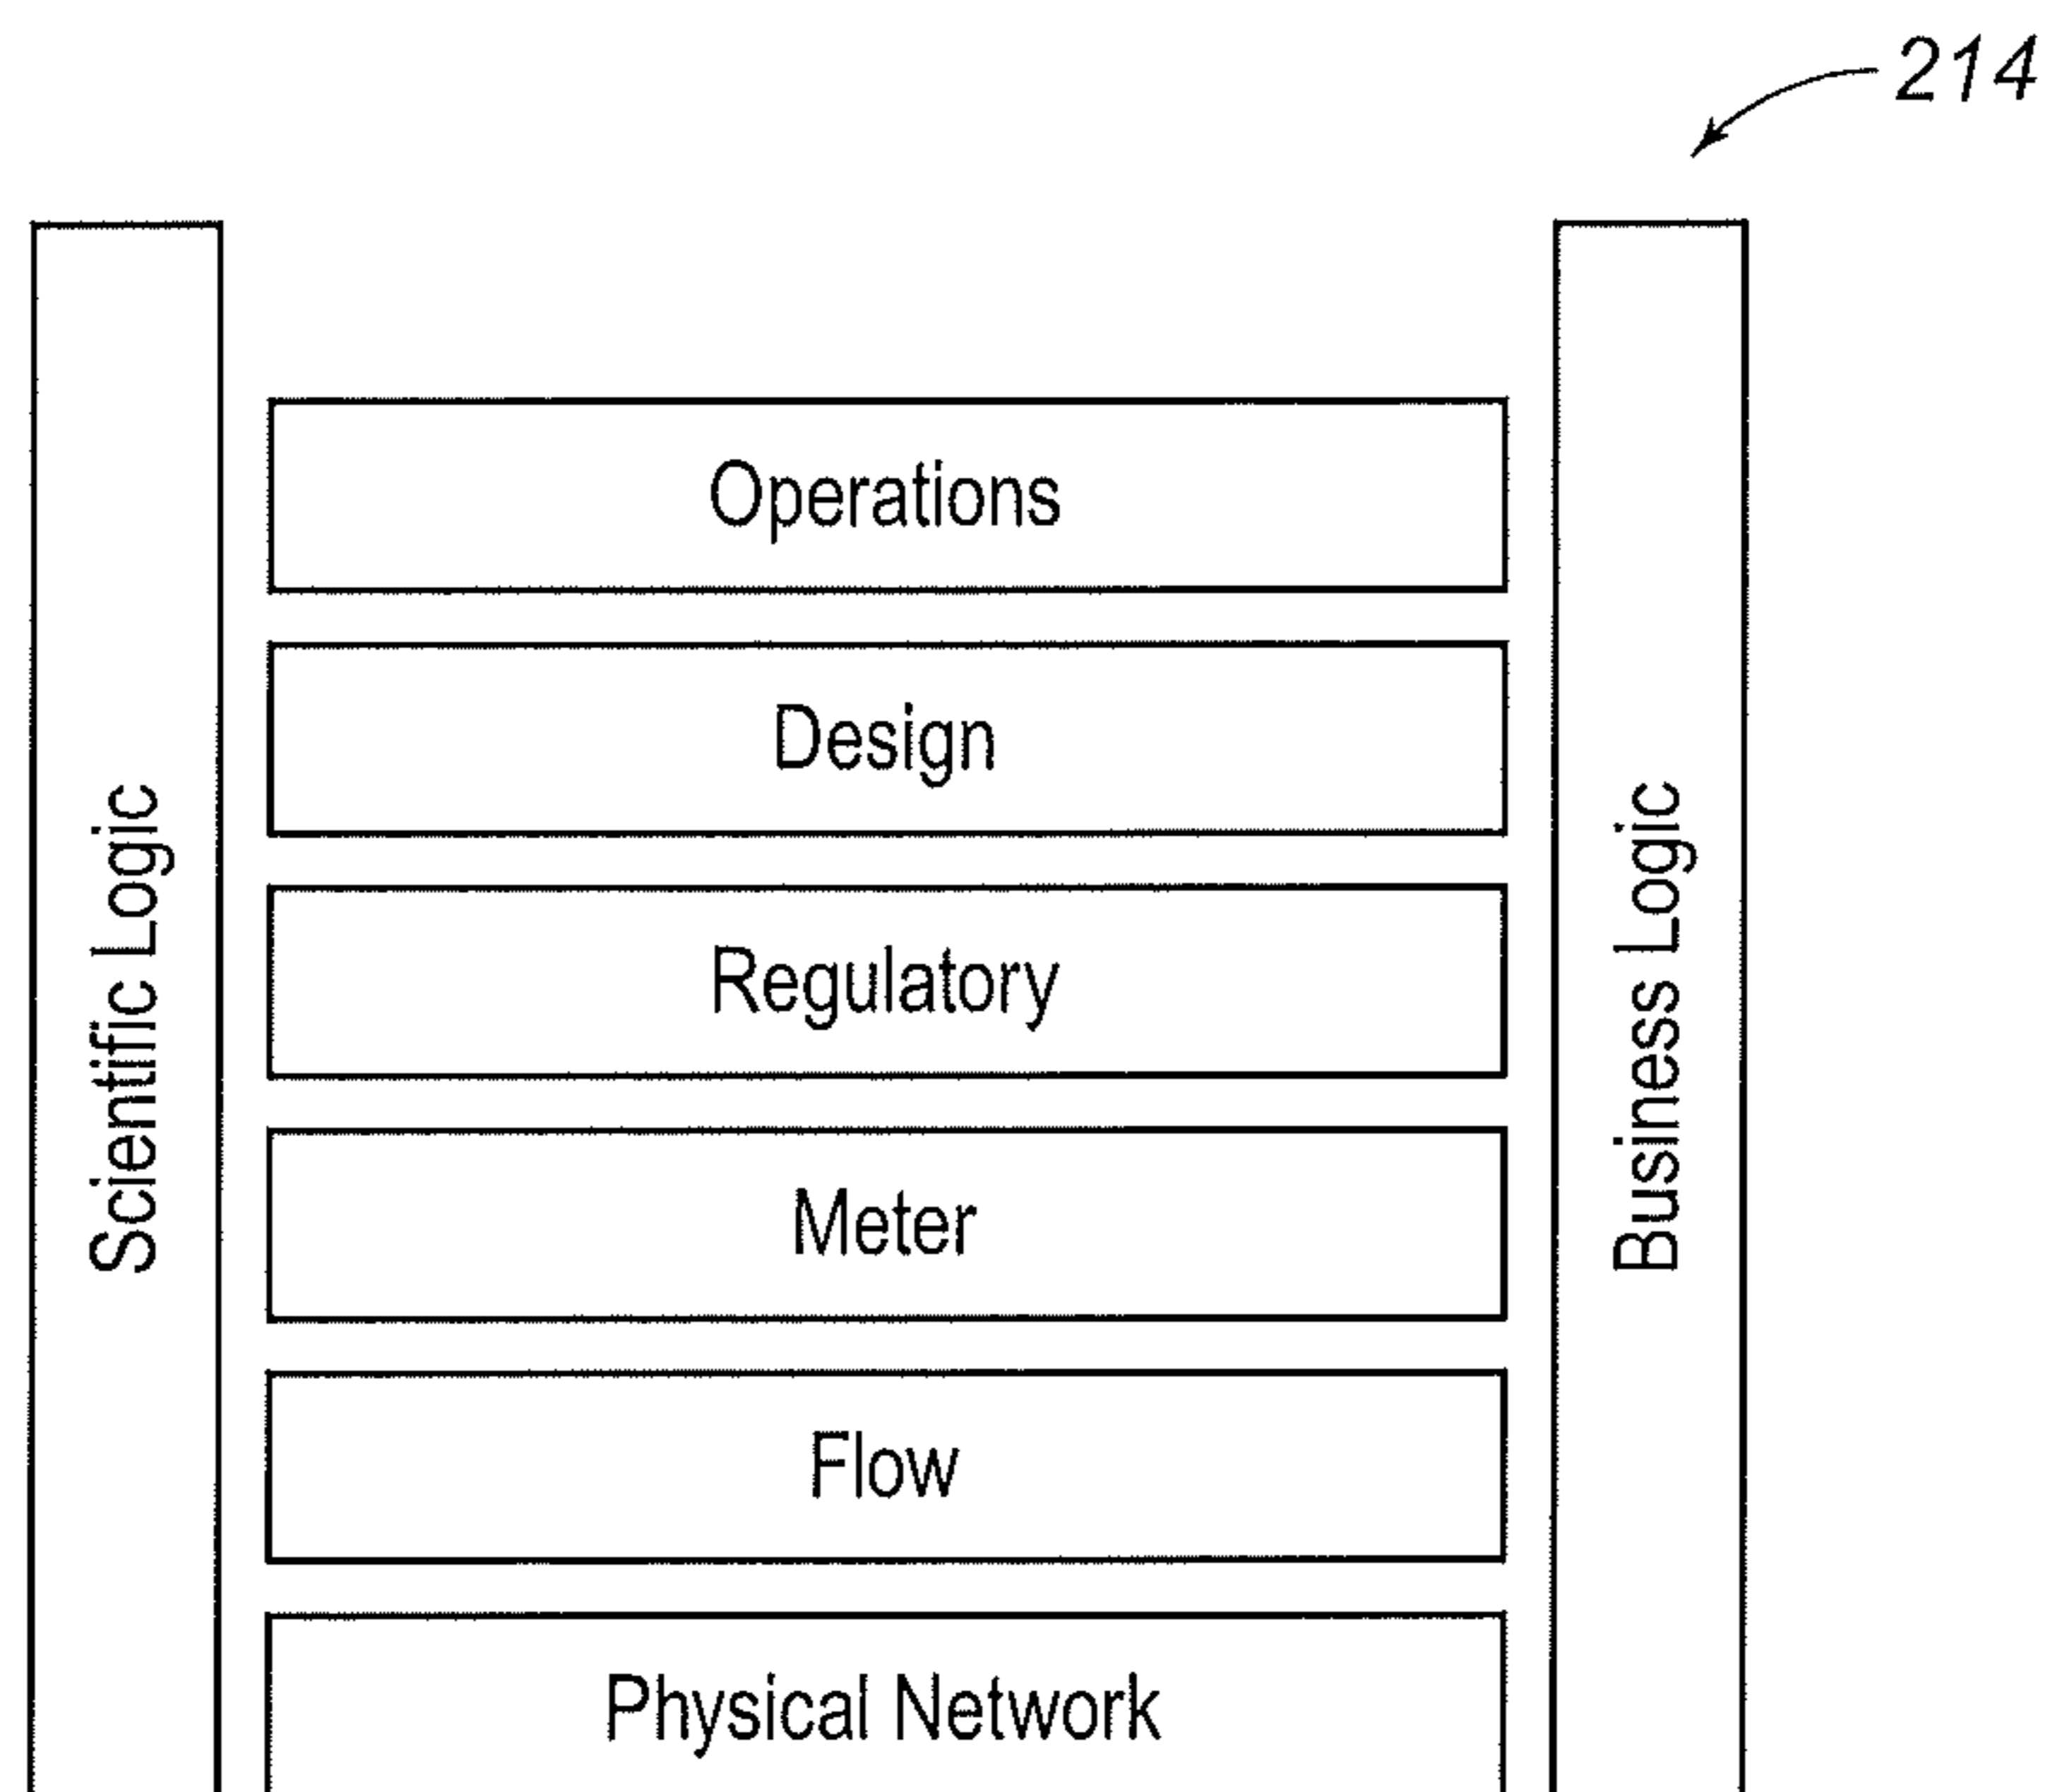 214
Scientific Logic
Operations
Design
Regulatory
Meter
Flow
Physical Network
Business Logic